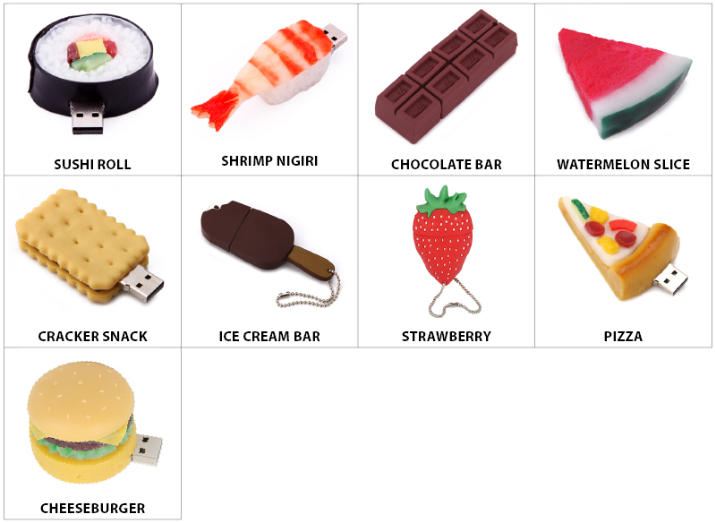 SUSHI ROLL
SHRIMP NIGIRI
CHOCOLATE BAR
WATERMELON SLICE
CRACKER SNACK
ICE CREAM BAR
STRAWBERRY
PIZZA
CHEESEBURGER